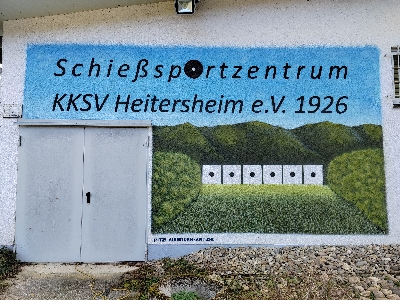 Schießsportzentrum
KKSV Heitersheim e.V. 1926